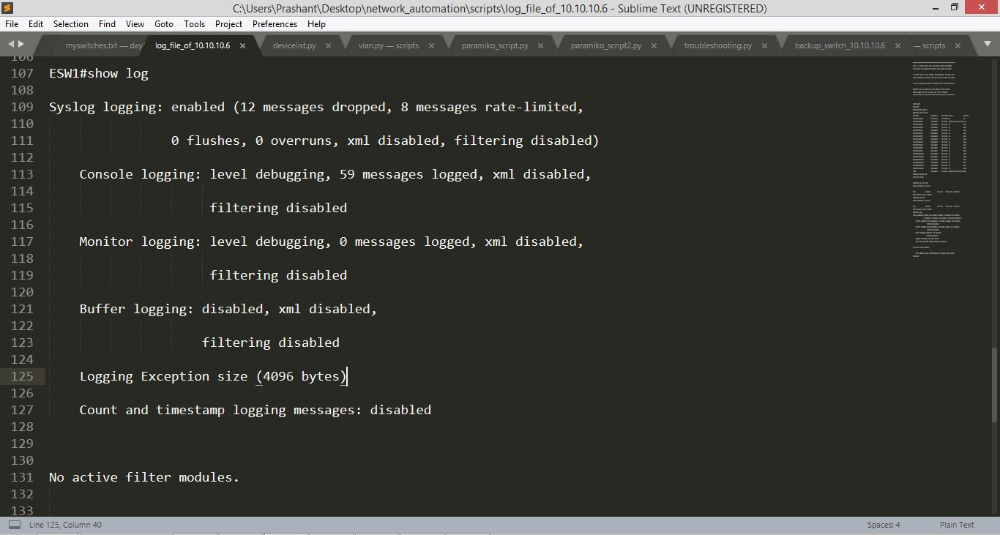 C:\Users\Prashant\Desktop\network_automation\scripts\log_file_of_10.10.10.6 - Sublime Text (UNREGISTERED)
File Edit Selection Find View Goto Tools Project Preferences Help
myswitches.txt — day log_file_of_10.10.10.6 devicelist.py vlan.py — scripts paramiko_script.py paramiko_script2.py troubleshooting.py backup_switch_10.10.10.6 — scripts
106
107 ESW1#show log
108
109 Syslog logging: enabled (12 messages dropped, 8 messages rate-limited,
110
111 0 flushes, 0 overruns, xml disabled, filtering disabled)
112
113 Console logging: level debugging, 59 messages logged, xml disabled,
114
115 filtering disabled
116
117 Monitor logging: level debugging, 0 messages logged, xml disabled,
118
119 filtering disabled
120
121 Buffer logging: disabled, xml disabled,
122
123 filtering disabled
124
125 Logging Exception size (4096 bytes)
126
127 Count and timestamp logging messages: disabled
128
129
130
131 No active filter modules.
132
133
Line 125, Column 40 Spaces: 4 Plain Text